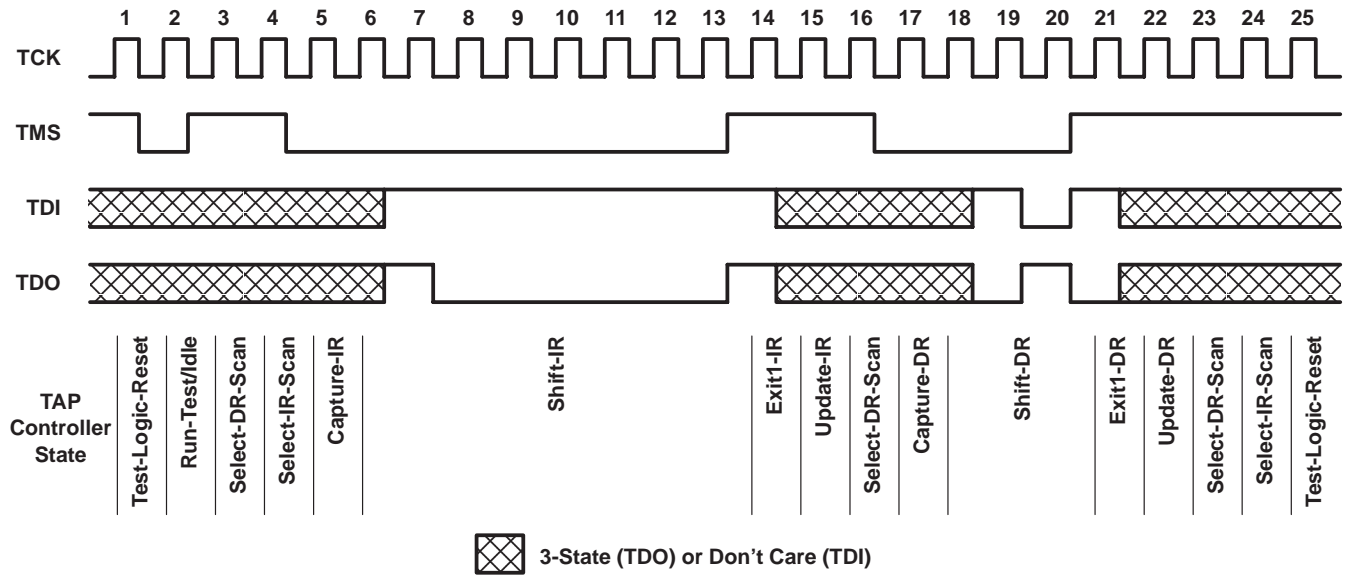 1 2 3 4 5 6 7 8 9 10 11 12 13 14 15 16 17 18 19 20 21 22 23 24 25
TCK
TMS
TDI
TDO
TAP
Controller
State
Test-Logic-Reset
Run-Test/Idle
Select-DR-Scan
Select-IR-Scan
Capture-IR
Shift-IR
Exit1-IR
Update-IR
Select-DR-Scan
Capture-DR
Shift-DR
Exit1-DR
Update-DR
Select-DR-Scan
Select-IR-Scan
Test-Logic-Reset
3-State (TDO) or Don't Care (TDI)